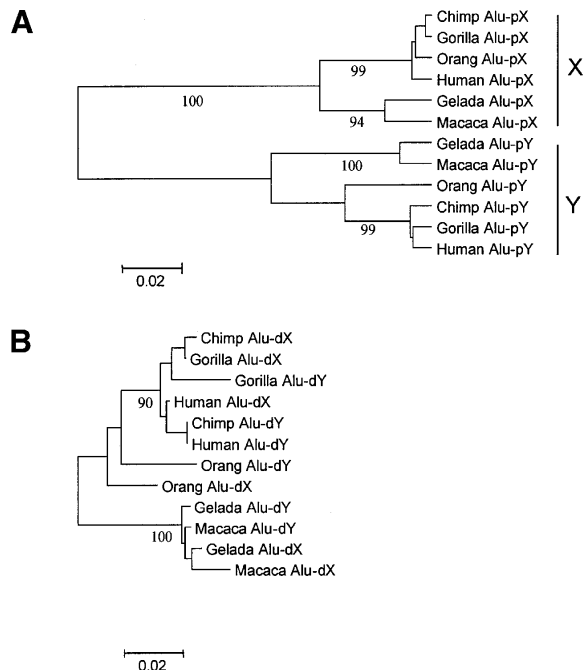 A
Chimp Alu-pX
Gorilla Alu-pX
Orang Alu-pX
Human Alu-pX
Gelada Alu-pX
Macaca Alu-pX
X
99
100
94
Gelada Alu-pY
Macaca Alu-pY
Orang Alu-pY
Chimp Alu-pY
Gorilla Alu-pY
Human Alu-pY
Y
100
99
0.02
B
Chimp Alu-dX
Gorilla Alu-dX
Gorilla Alu-dY
90
Human Alu-dX
Chimp Alu-dY
Human Alu-dY
Orang Alu-dY
Orang Alu-dX
Gelada Alu-dY
Macaca Alu-dY
100
Gelada Alu-dX
Macaca Alu-dX
0.02